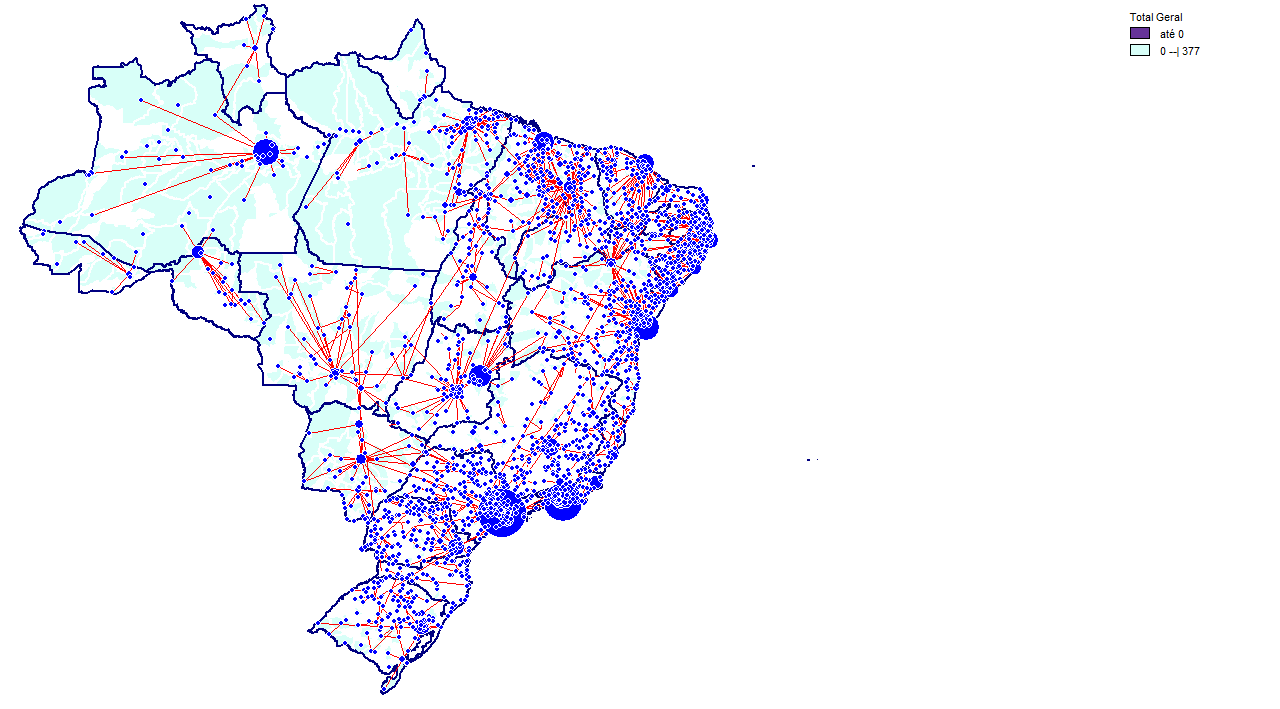 Total Geral
até 0
0 --| 377